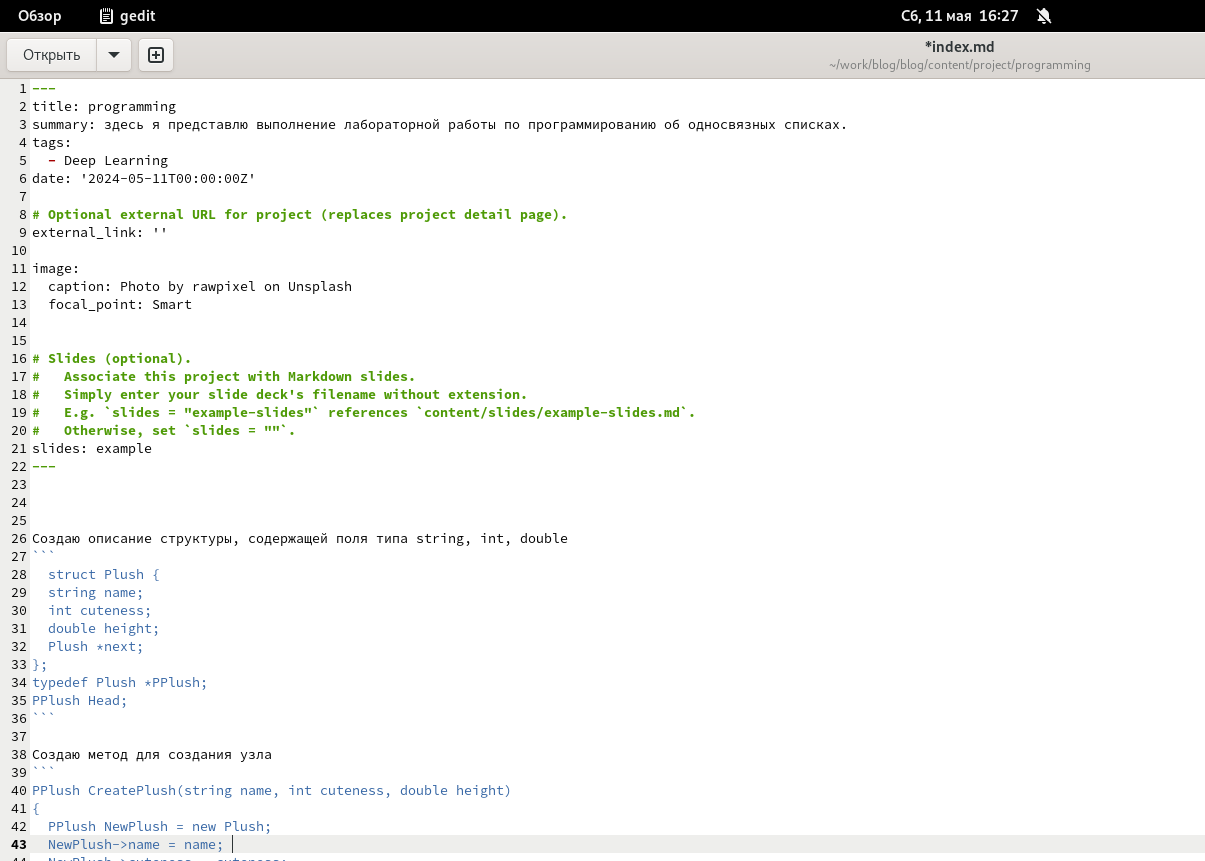 Обзор gedit Сб, 11 мая 16:27
Открыть *index.md
~/work/blog/blog/content/project/programming
1 ---
2 title: programming
3 summary: здесь я представлю выполнение лабораторной работы по программированию об односвязных списках.
4 tags:
5   - Deep Learning
6 date: '2024-05-11T00:00:00Z'
7
8 # Optional external URL for project (replaces project detail page).
9 external_link: ''
10
11 image:
12   caption: Photo by rawpixel on Unsplash
13   focal_point: Smart
14
15
16 # Slides (optional).
17 #   Associate this project with Markdown slides.
18 #   Simply enter your slide deck's filename without extension.
19 #   E.g. `slides = "example-slides"` references `content/slides/example-slides.md`.
20 #   Otherwise, set `slides = ""`.
21 slides: example
22 ---
23
24
25
26 Создаю описание структуры, содержащей поля типа string, int, double
27 ```
28   struct Plush {
29   string name;
30   int cuteness;
31   double height;
32   Plush *next;
33 };
34 typedef Plush *PPlush;
35 PPlush Head;
36 ```
37
38 Создаю метод для создания узла
39 ```
40 PPlush CreatePlush(string name, int cuteness, double height)
41 {
42   PPlush NewPlush = new Plush;
43   NewPlush->name = name;
44   NewPlush->cuteness = cuteness;